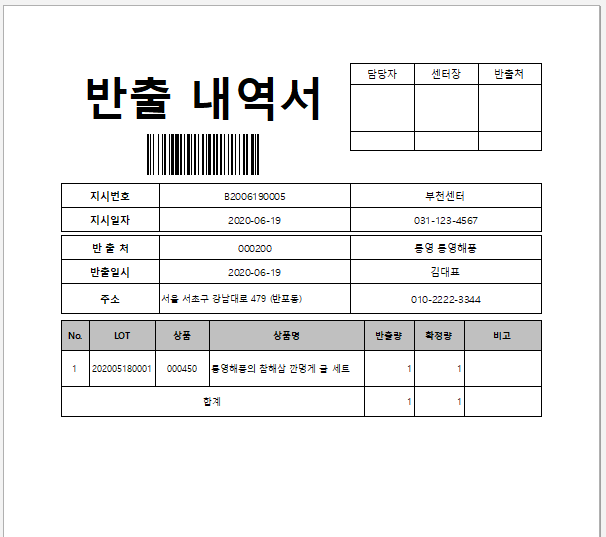 반출 내역서
담당자 센터장 반출처
지시번호 B2006190005 부천센터
지시일자 2020-06-19 031-123-4567
반 출 처 000200 통영 통영해풍
반출일시 2020-06-19 김대표
주소 서울 서초구 강남대로 479 (반포동) 010-2222-3344
No. LOT 상품 상품명 반출량 확정량 비고
1 202005180001 000450 통영해풍의 참해삼 깐멍게 굴 세트 1 1
합계 1 1